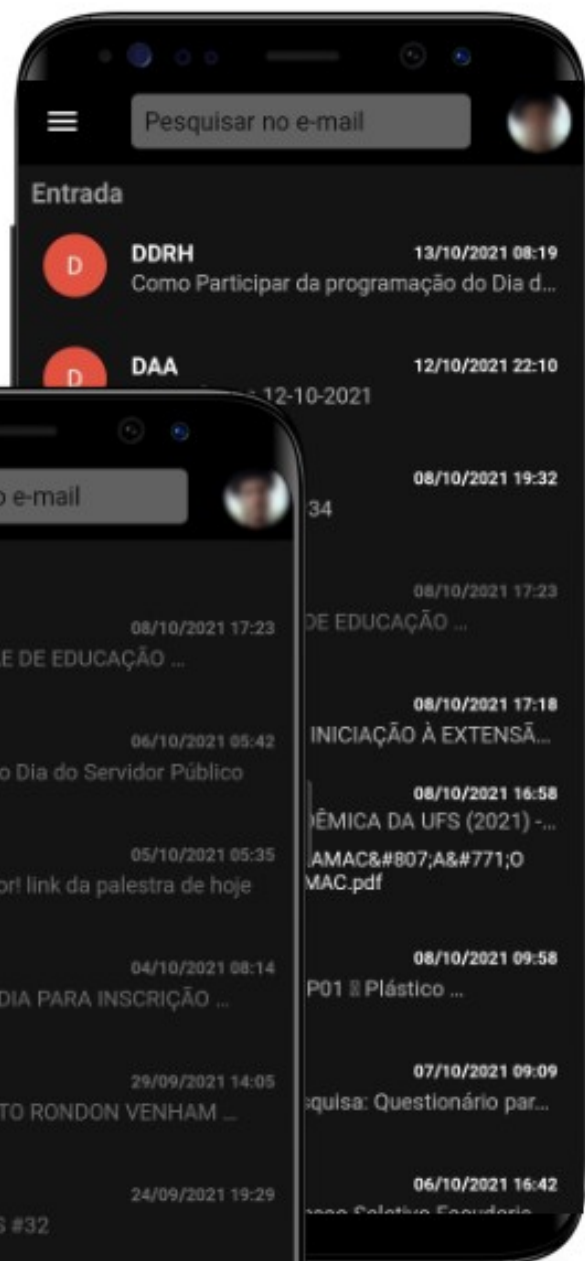 Pesquisar no e-mail
Entrada
D
DDRH
13/10/2021 08:19
Como Participar da programação do Dia d...
D
DAA
12/10/2021 22:10
12-10-2021
08/10/2021 19:32
34
08/10/2021 17:23
DE EDUCAÇÃO ...
08/10/2021 17:18
INICIAÇÃO À EXTENSÃ...
08/10/2021 16:58
DA UFS (2021) -...
AMAC&#807;A&#771;O
MAC.pdf
08/10/2021 09:58
P01 Plástico ...
07/10/2021 09:09
quisa: Questionário par...
06/10/2021 16:42
e-mail
08/10/2021 17:23
DE EDUCAÇÃO ...
06/10/2021 05:42
o Dia do Servidor Público
05/10/2021 05:35
or! link da palestra de hoje
04/10/2021 08:14
DIA PARA INSCRIÇÃO ...
29/09/2021 14:05
TO RONDON VENHAM ...
24/09/2021 19:29
S #32